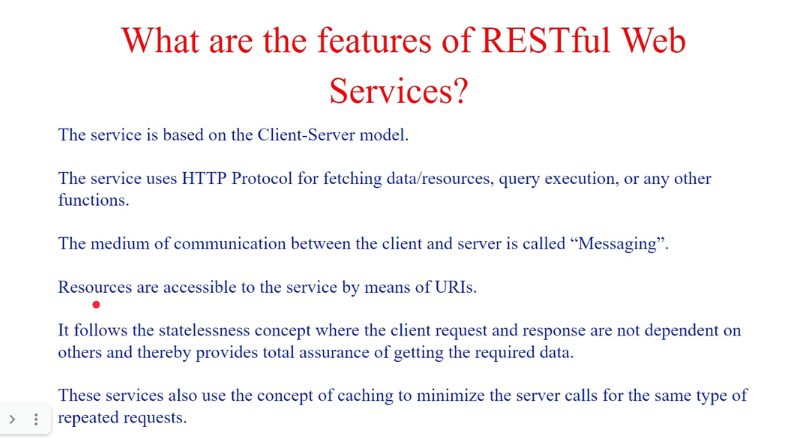 What are the features of RESTful Web
Services?
The service is based on the Client-Server model.
The service uses HTTP Protocol for fetching data/resources, query execution, or any other
functions.
The medium of communication between the client and server is called “Messaging”.
Resources are accessible to the service by means of URIs.
It follows the statelessness concept where the client request and response are not dependent on
others and thereby provides total assurance of getting the required data.
These services also use the concept of caching to minimize the server calls for the same type of
repeated requests.